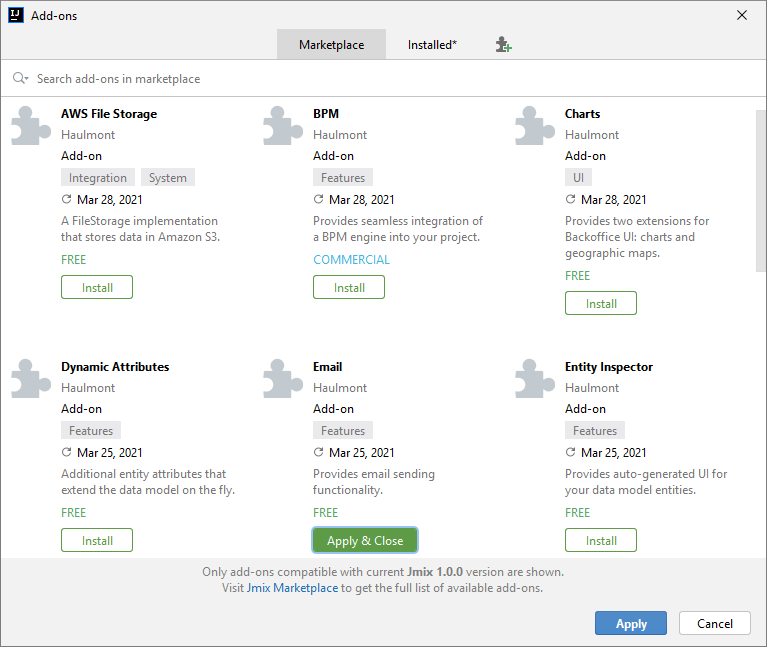 IJ
Add-ons
Marketplace
Installed*
Search add-ons in marketplace
AWS File Storage
Haulmont
Add-on
Integration System
Mar 28, 2021
A FileStorage implementation
that stores data in Amazon S3.
FREE
Install
BPM
Haulmont
Add-on
Features
Mar 28, 2021
Provides seamless integration of
a BPM engine into your project.
COMMERCIAL
Install
Charts
Haulmont
Add-on
UI
Mar 28, 2021
Provides two extensions for
Backoffice UI: charts and
geographic maps.
FREE
Install
Dynamic Attributes
Haulmont
Add-on
Features
Mar 25, 2021
Additional entity attributes that
extend the data model on the fly.
FREE
Install
Email
Haulmont
Add-on
Features
Mar 25, 2021
Provides email sending
functionality.
FREE
Apply & Close
Entity Inspector
Haulmont
Add-on
Features
Mar 25, 2021
Provides auto-generated UI for
your data model entities.
FREE
Install
Only add-ons compatible with current Jmix 1.0.0 version are shown.
Visit Jmix Marketplace to get the full list of available add-ons.
Apply
Cancel